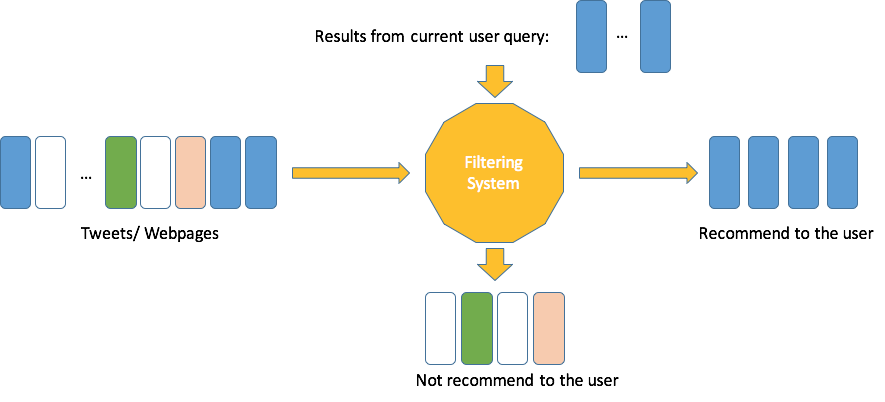 Results from current user query:
...
...
Filtering
System
Tweets/ Webpages
Recommend to the user
Not recommend to the user